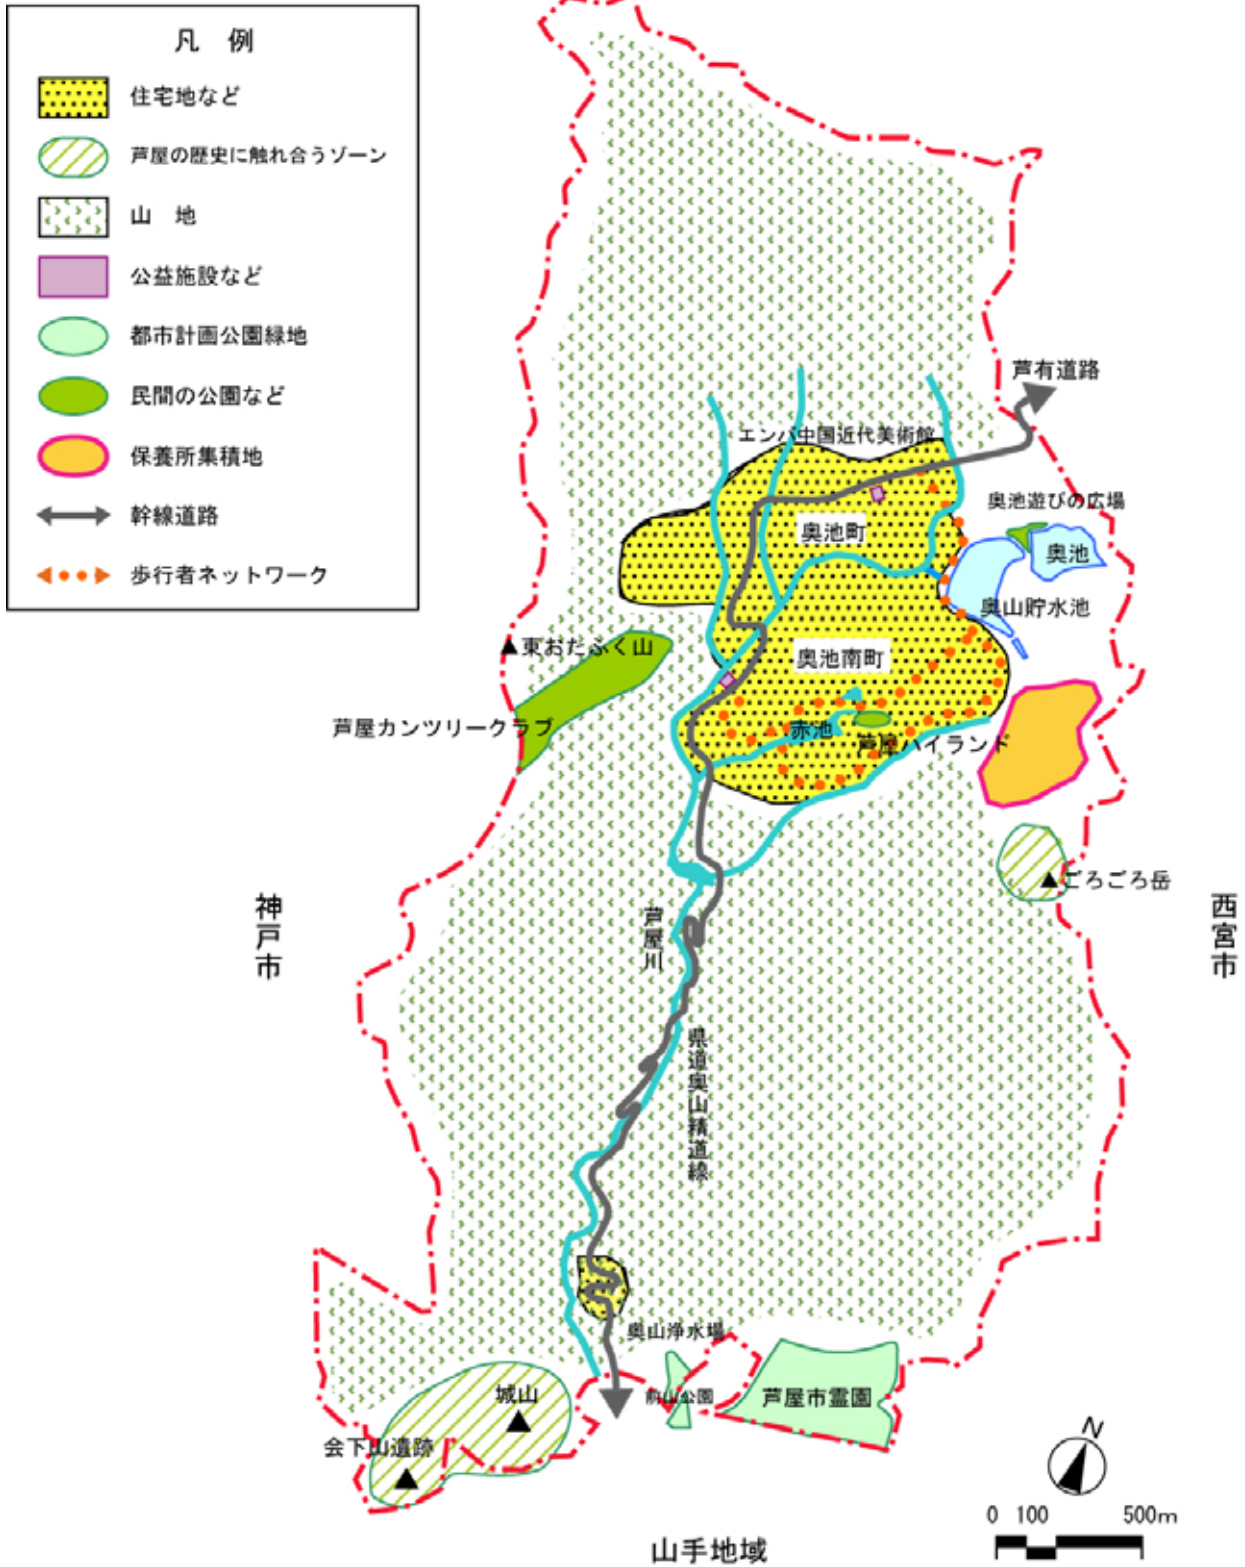 凡 例
住宅地など
芦屋の歴史に触れ合うゾーン
山 地
公益施設など
都市計画公園緑地
民間の公園など
保養所集積地
幹線道路
歩行者ネットワーク
芦有道路
エンバ中国近代美術館
奥池遊びの広場
奥池町
奥池
奥山貯水池
東おたふく山
奥池南町
芦屋カンツリークラブ
赤池
芦屋ハイランド
ごろごろ岳
神戸市
西宮市
芦屋川
県道奥山精道線
奥山浄水場
城山
前山公園
芦屋市霊園
会下山遺跡
N
0 100 500m
山手地域